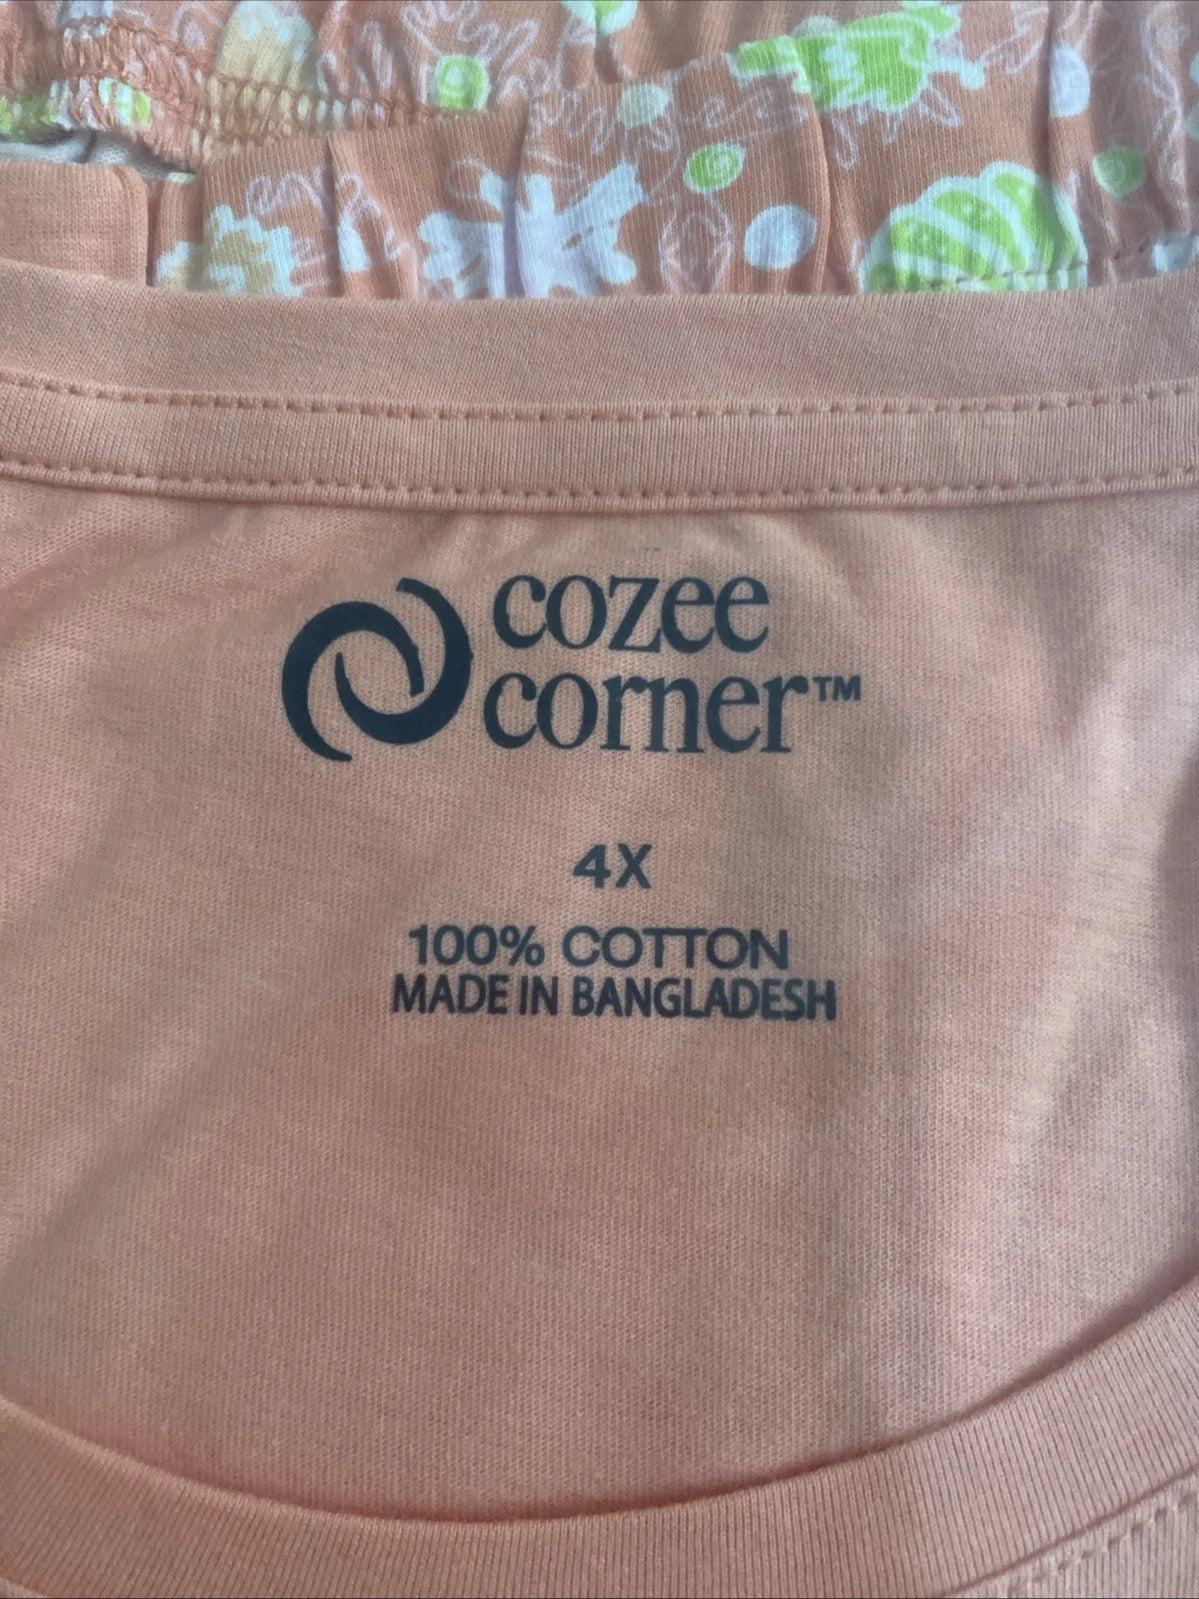 cozee
corner™
4X
100% COTTON
MADE IN BANGLADESH